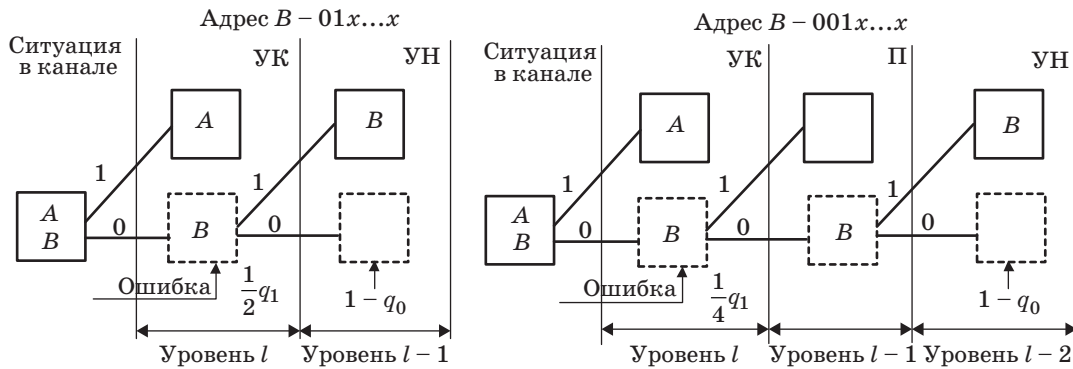 Адрес B – 01x...x
Ситуация
в канале
УК
УН
A
B
1
1
A
B
0
B
0
Ошибка
1/2 q₁
1 – q₀
Уровень l
Уровень l – 1
Адрес B – 001x...x
Ситуация
в канале
УК
П
УН
A
B
1
1
1
A
B
0
B
0
B
0
Ошибка
1/4 q₁
1 – q₀
Уровень l
Уровень l – 1
Уровень l – 2